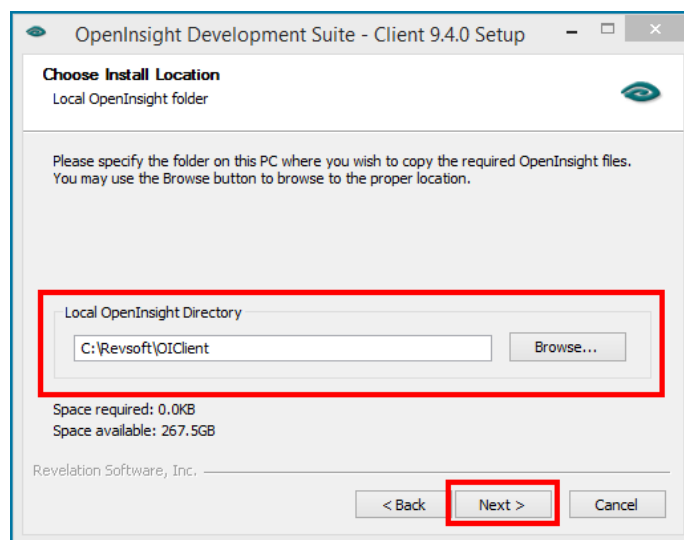 OpenInsight Development Suite - Client 9.4.0 Setup
Choose Install Location
Local OpenInsight folder
Please specify the folder on this PC where you wish to copy the required OpenInsight files.
You may use the Browse button to browse to the proper location.
Local OpenInsight Directory
C:\Revsoft\OIClient
Browse...
Space required: 0.0KB
Space available: 267.5GB
Revelation Software, Inc.
< Back Next > Cancel